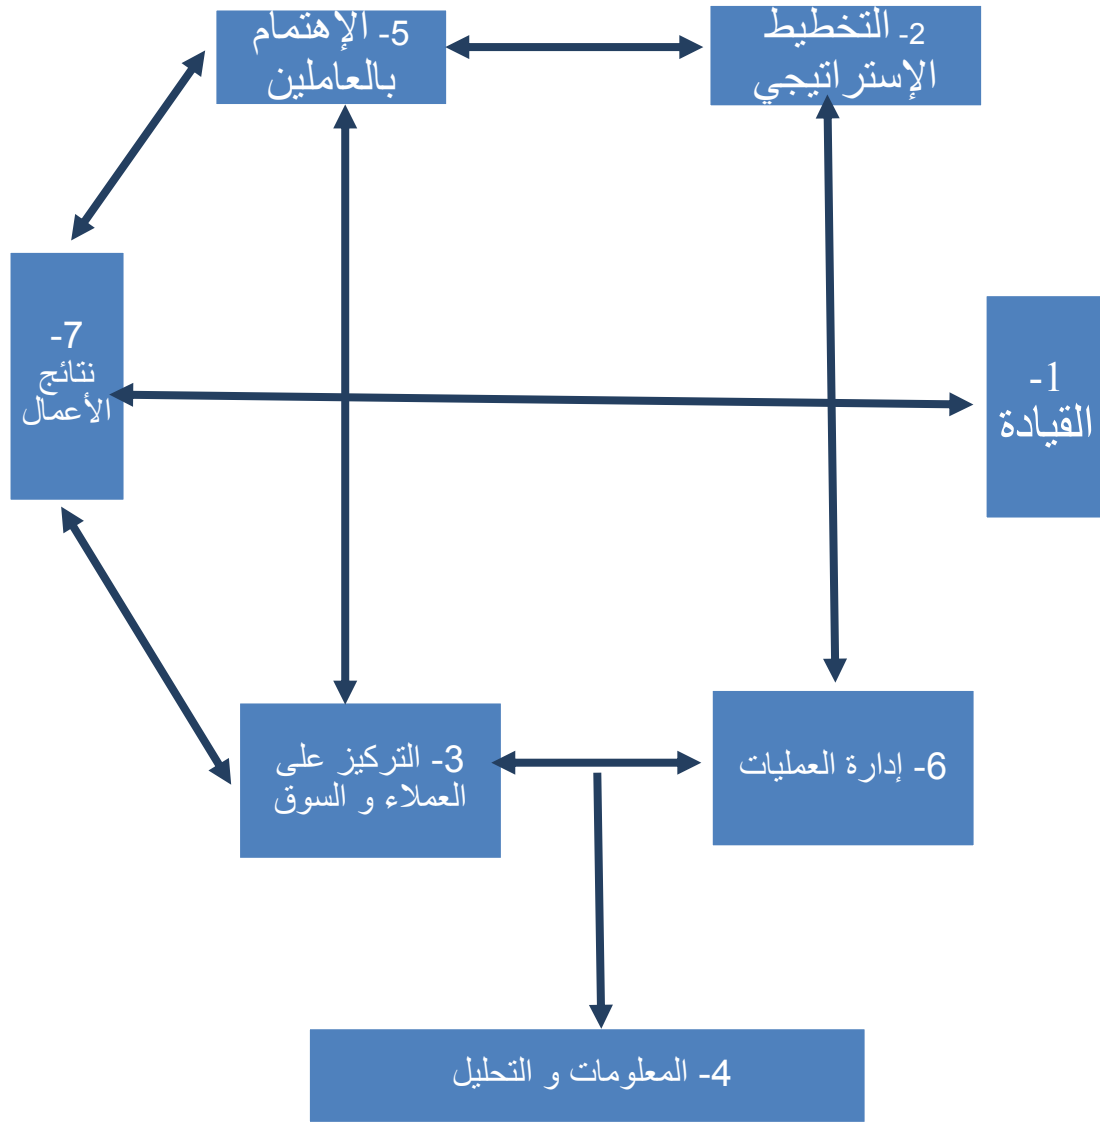 2- التخطيط
الإستراتيجي
5- الإهتمام
بالعاملين
1-
القيادة
7-
نتائج
الأعمال
6- إدارة العمليات
3- التركيز على
العملاء و السوق
4- المعلومات و التحليل